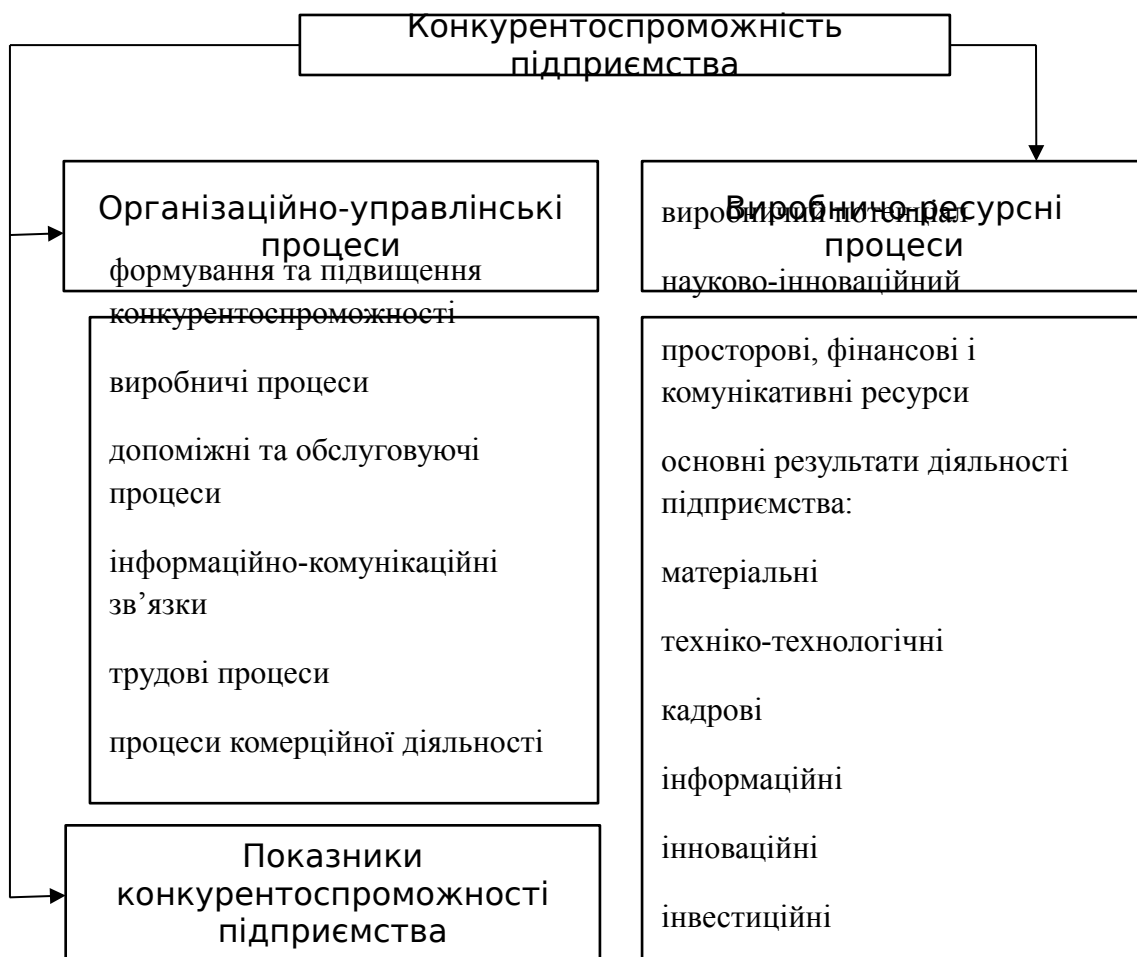 Конкурентоспроможність
підприємства
Організаційно-управлінські
процеси
формування та підвищення
конкурентоспроможності
виробничі процеси
допоміжні та обслуговуючі
процеси
інформаційно-комунікаційні
зв’язки
трудові процеси
процеси комерційної діяльності
Показники
конкурентоспроможності
підприємства
Виробничо-ресурсні
процеси
виробничий потенціал
науково-інноваційний
просторові, фінансові і
комунікативні ресурси
основні результати діяльності
підприємства:
матеріальні
техніко-технологічні
кадрові
інформаційні
інноваційні
інвестиційні